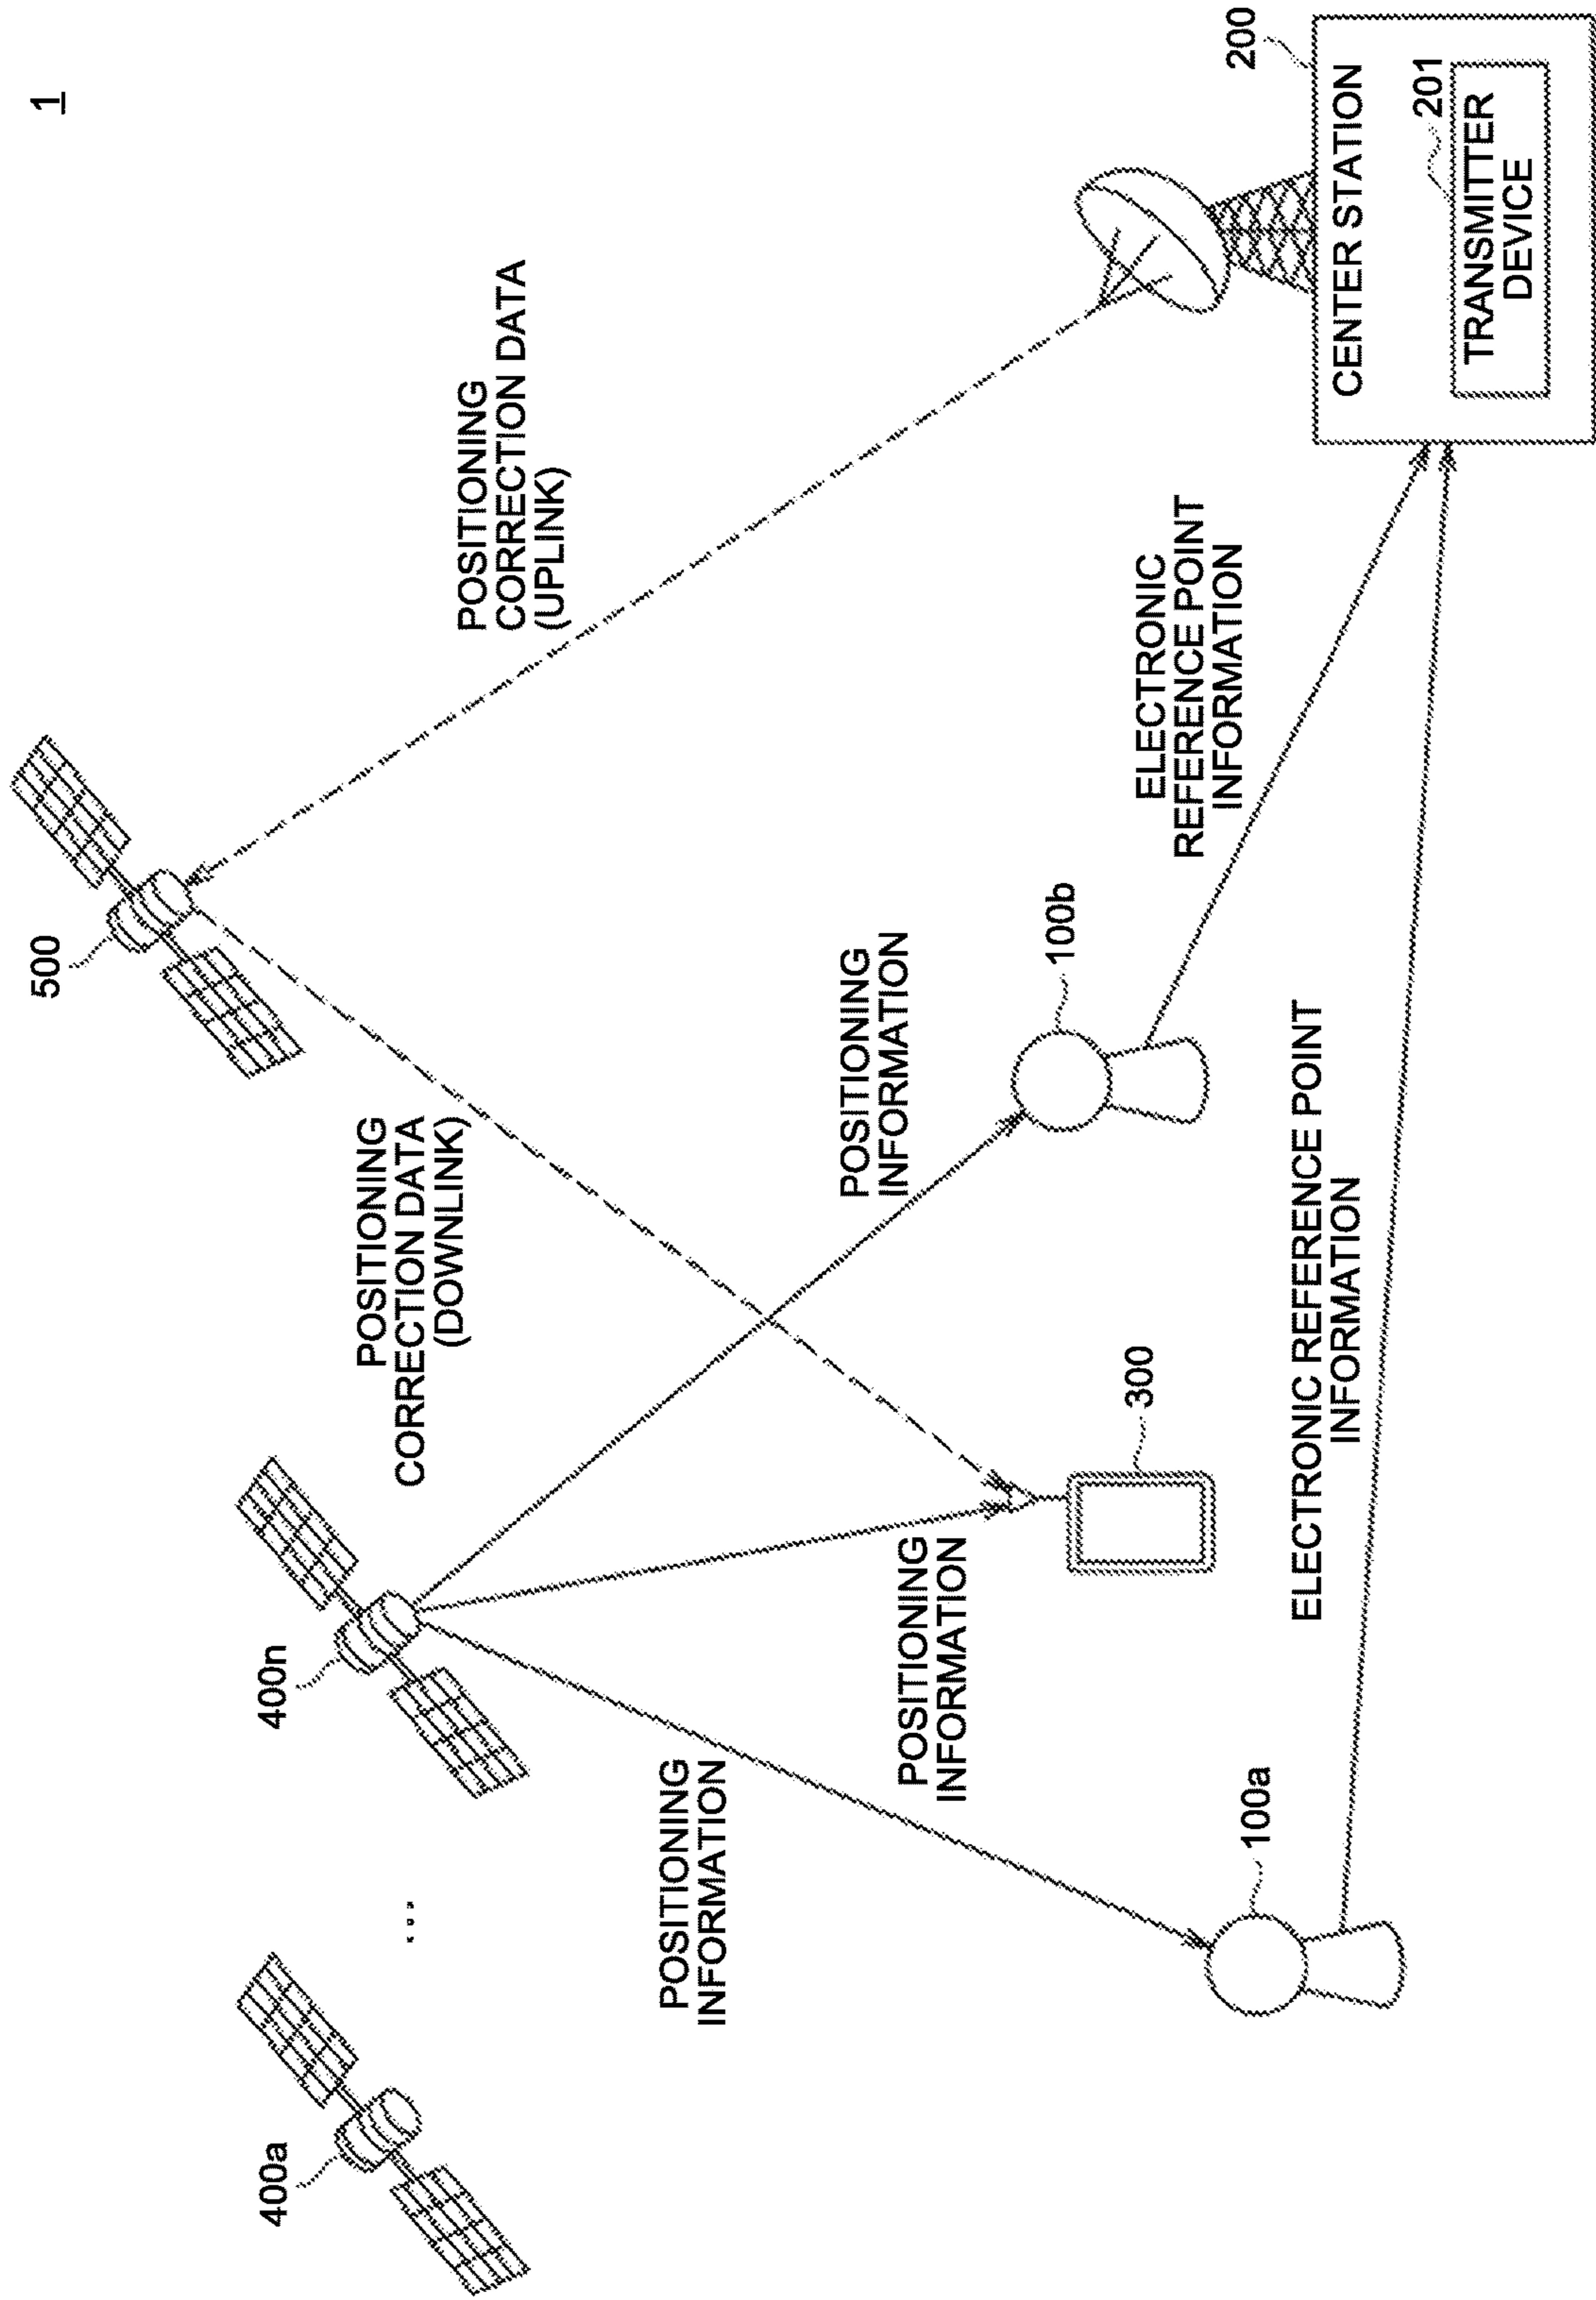 1
500
POSITIONING
CORRECTION DATA
(UPLINK)
POSITIONING
CORRECTION DATA
(DOWNLINK)
400n
400a
...
POSITIONING
INFORMATION
POSITIONING
INFORMATION
POSITIONING
INFORMATION
100a
300
100b
ELECTRONIC
REFERENCE POINT
INFORMATION
ELECTRONIC REFERENCE POINT
INFORMATION
200
CENTER STATION
201
TRANSMITTER
DEVICE